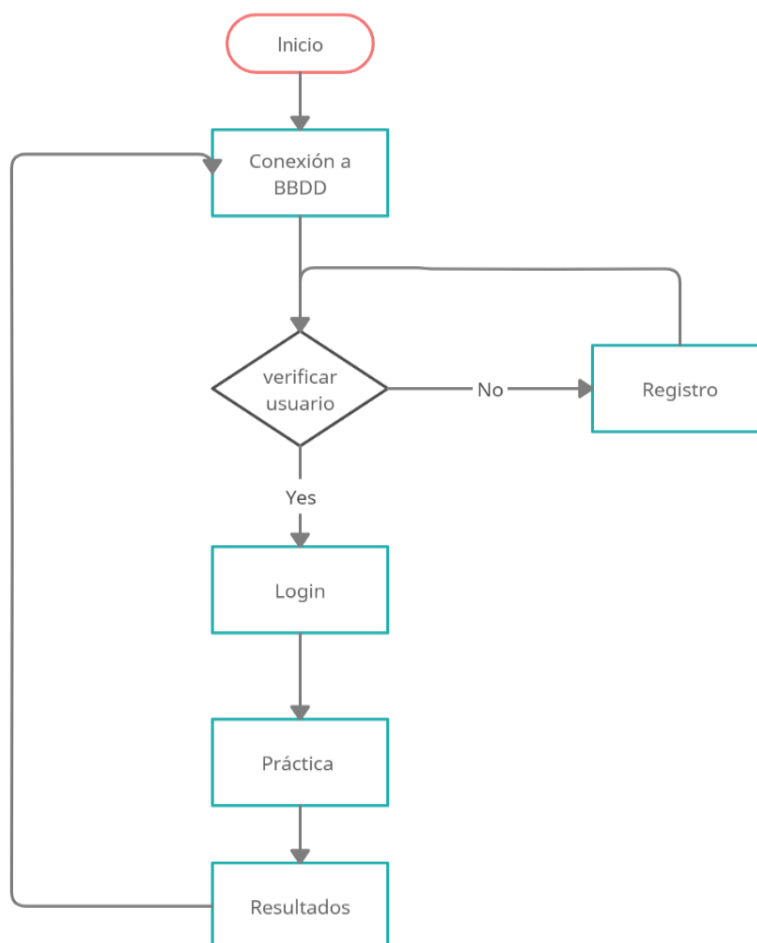 Inicio
Conexión a
BBDD
verificar
usuario
No
Registro
Yes
Login
Práctica
Resultados